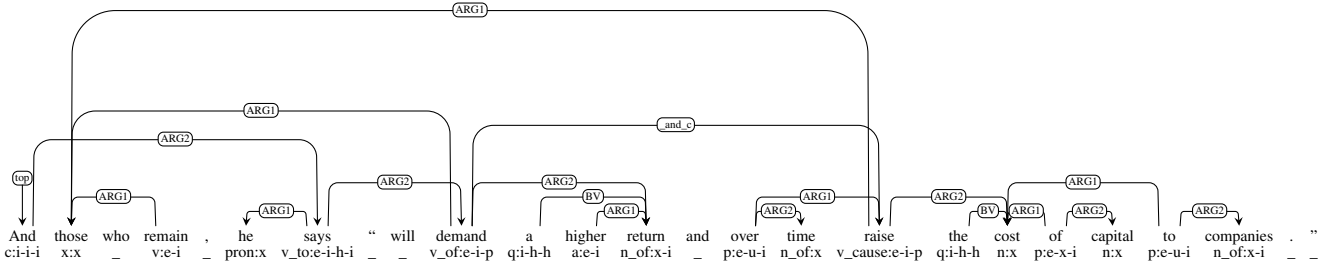 ARG1
ARG1
_and_c
ARG2
top ARG1 ARG1 ARG2 ARG2 BV ARG1 ARG2 ARG1 ARG2 BV ARG1 ARG2 ARG1 ARG2
And those who remain , he says “ will demand a higher return and over time raise the cost of capital to companies . ”
c:i-i-i x:x _ v:e-i _ pron:x v_to:e-i-h-i _ _ v_of:e-i-p q:i-h-h a:e-i n_of:x-i _ p:e-u-i n_of:x v_cause:e-i-p q:i-h-h n:x p:e-x-i n:x p:e-u-i n_of:x-i _ _